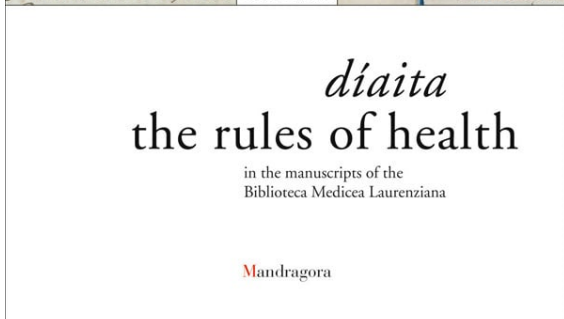 díaita
the rules of health
in the manuscripts of the
Biblioteca Medicea Laurenziana
Mandragora